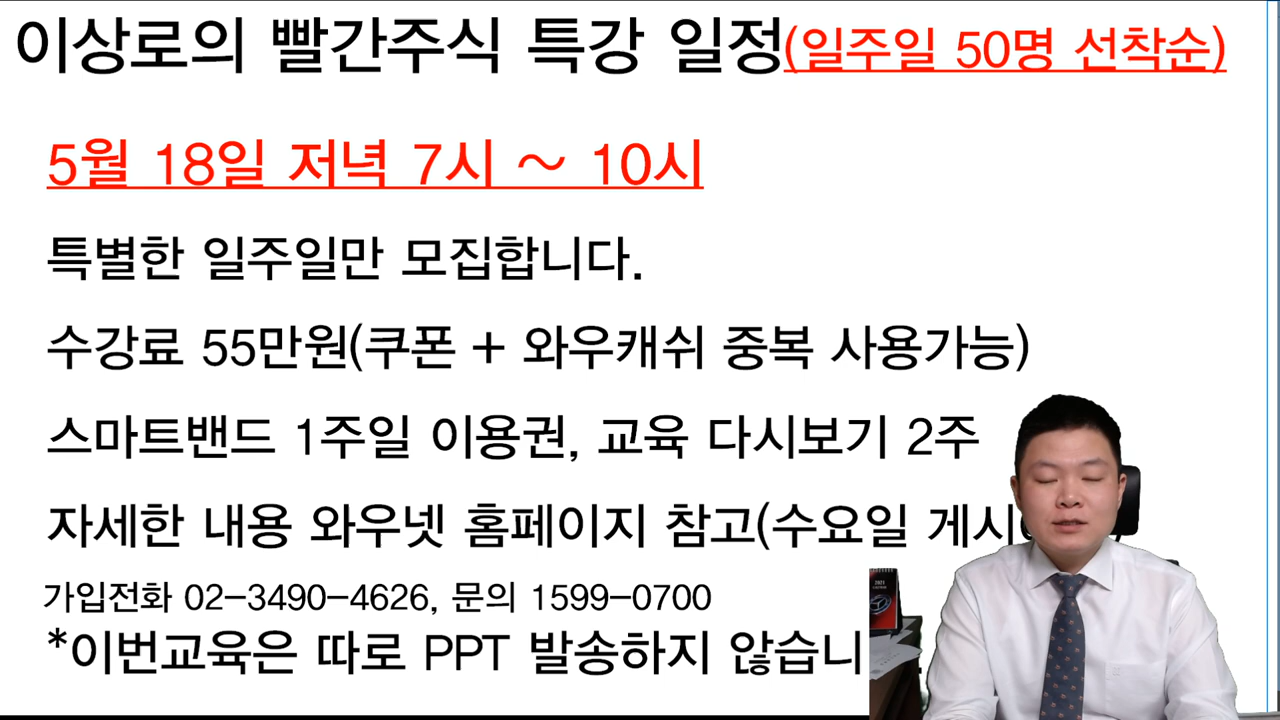 이상로의 빨간주식 특강 일정(일주일 50명 선착순)
5월 18일 저녁 7시 ~ 10시
특별한 일주일만 모집합니다.
수강료 55만원(쿠폰 + 와우캐쉬 중복 사용가능)
스마트밴드 1주일 이용권, 교육 다시보기 2주
자세한 내용 와우넷 홈페이지 참고(수요일 게시
가입전화 02-3490-4626, 문의 1599-0700
*이번교육은 따로 PPT 발송하지 않습니
2021